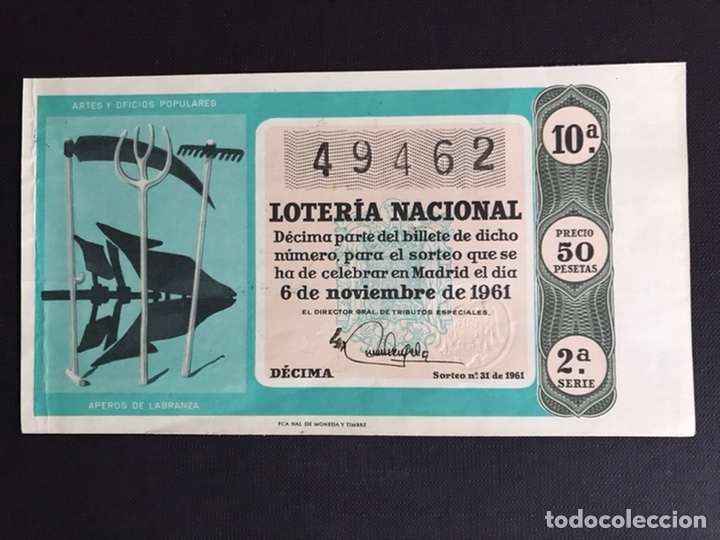 ARTES Y OFICIOS POPULARES
APEROS DE LABRANZA
49462
LOTERÍA NACIONAL
Décima parte del billete de dicho
número, para el sorteo que se
ha de celebrar en Madrid el día
6 de noviembre de 1961
EL DIRECTOR GRAL. DE TRIBUTOS ESPECIALES,
DÉCIMA
Sorteo nº. 31 de 1961
10ª.
PRECIO
50
PESETAS
2ª
SERIE
FCA NAL DE MONEDA Y TIMBRE
todocoleccion
todocoleccion.net